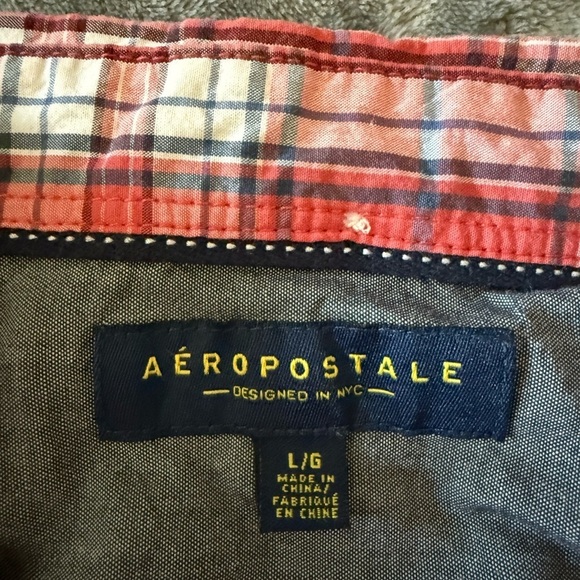 AÉROPOSTALE
— DESIGNED IN NYC —
L/G
MADE IN
CHINA/
FABRIQUÉ
EN CHINE